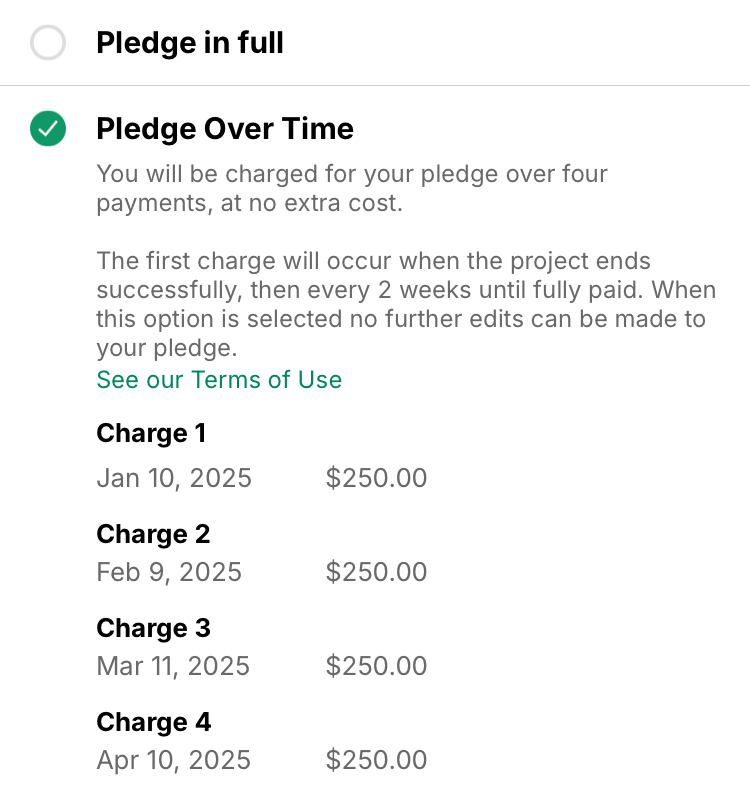 Pledge in full
Pledge Over Time
You will be charged for your pledge over four
payments, at no extra cost.
The first charge will occur when the project ends
successfully, then every 2 weeks until fully paid. When
this option is selected no further edits can be made to
your pledge.
See our Terms of Use
Charge 1
Jan 10, 2025 $250.00
Charge 2
Feb 9, 2025 $250.00
Charge 3
Mar 11, 2025 $250.00
Charge 4
Apr 10, 2025 $250.00